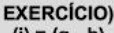 EXERCÍCIO)
(i) = (g - h)